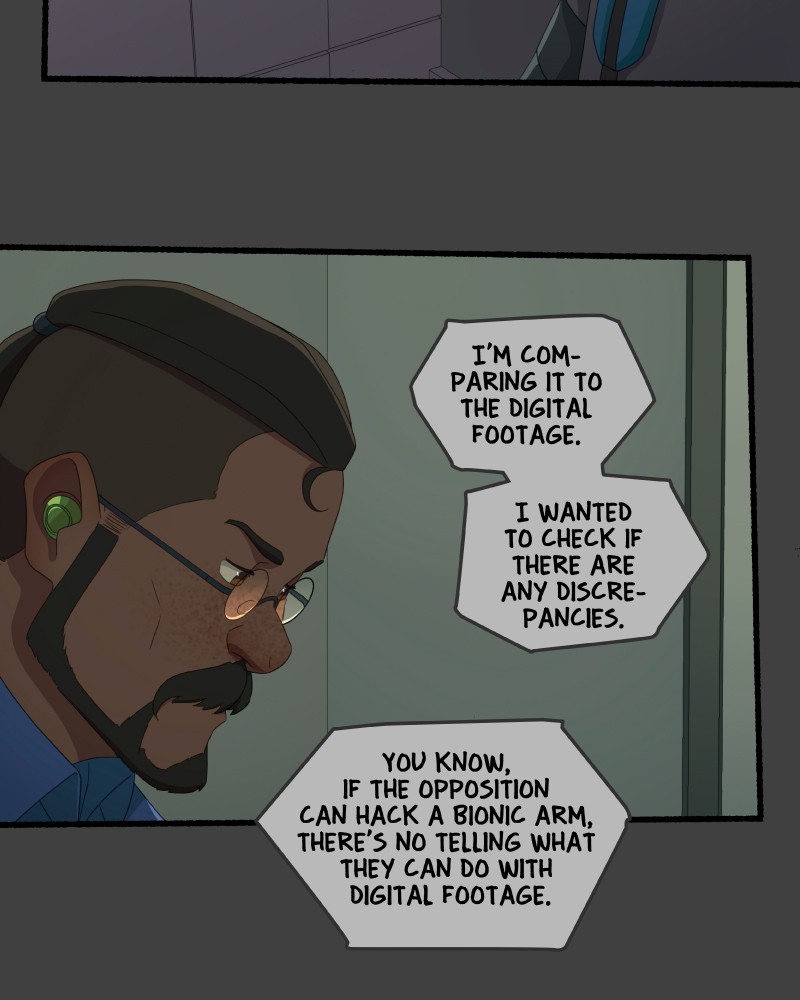 I'M COM-
PARING IT TO
THE DIGITAL
FOOTAGE.
I WANTED
TO CHECK IF
THERE ARE
ANY DISCRE-
PANCIES.
YOU KNOW,
IF THE OPPOSITION
CAN HACK A BIONIC ARM,
THERE'S NO TELLING WHAT
THEY CAN DO WITH
DIGITAL FOOTAGE.